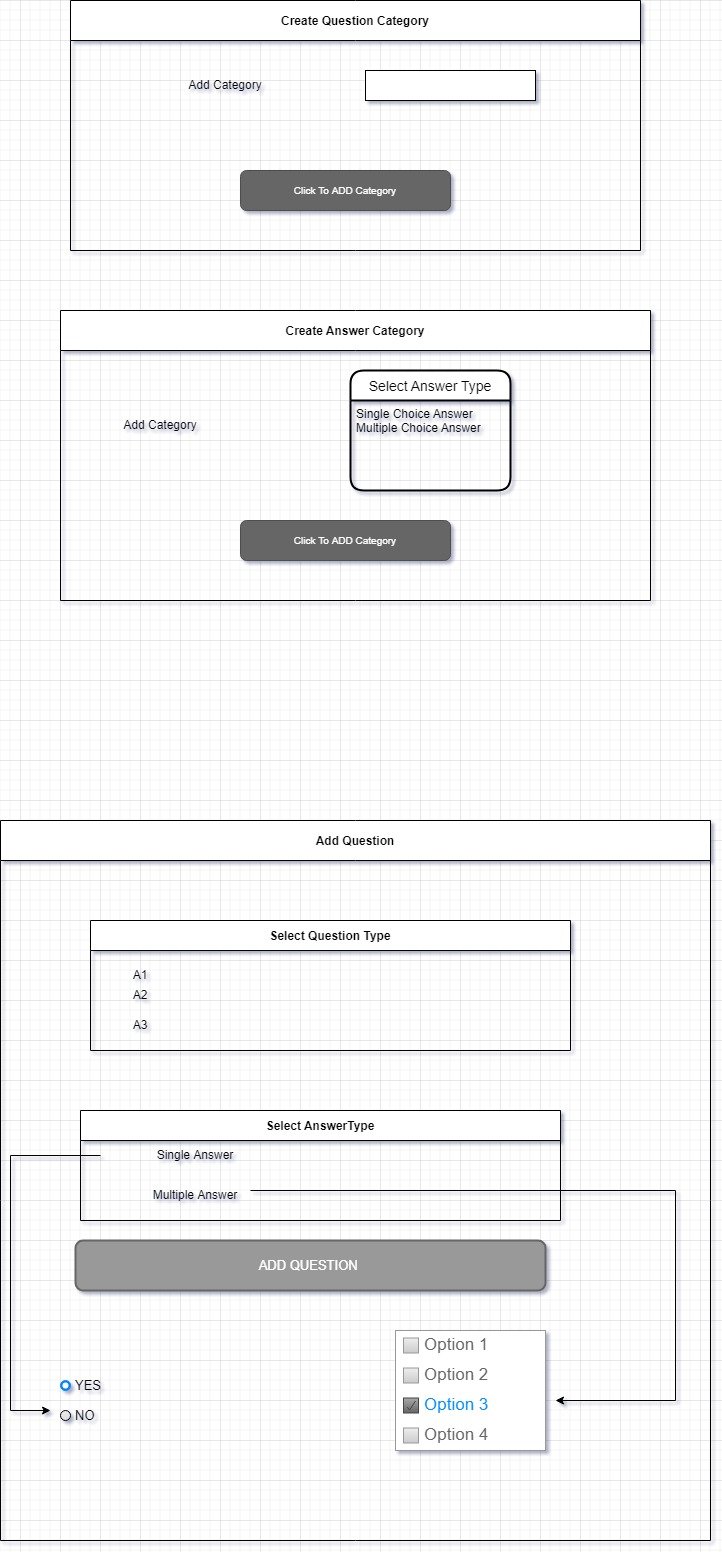 Create Question Category
Add Category
Click To ADD Category
Create Answer Category
Select Answer Type
Single Choice Answer
Multiple Choice Answer
Add Category
Click To ADD Category
Add Question
Select Question Type
A1
A2
A3
Select AnswerType
Single Answer
Multiple Answer
ADD QUESTION
YES
NO
Option 1
Option 2
Option 3
Option 4